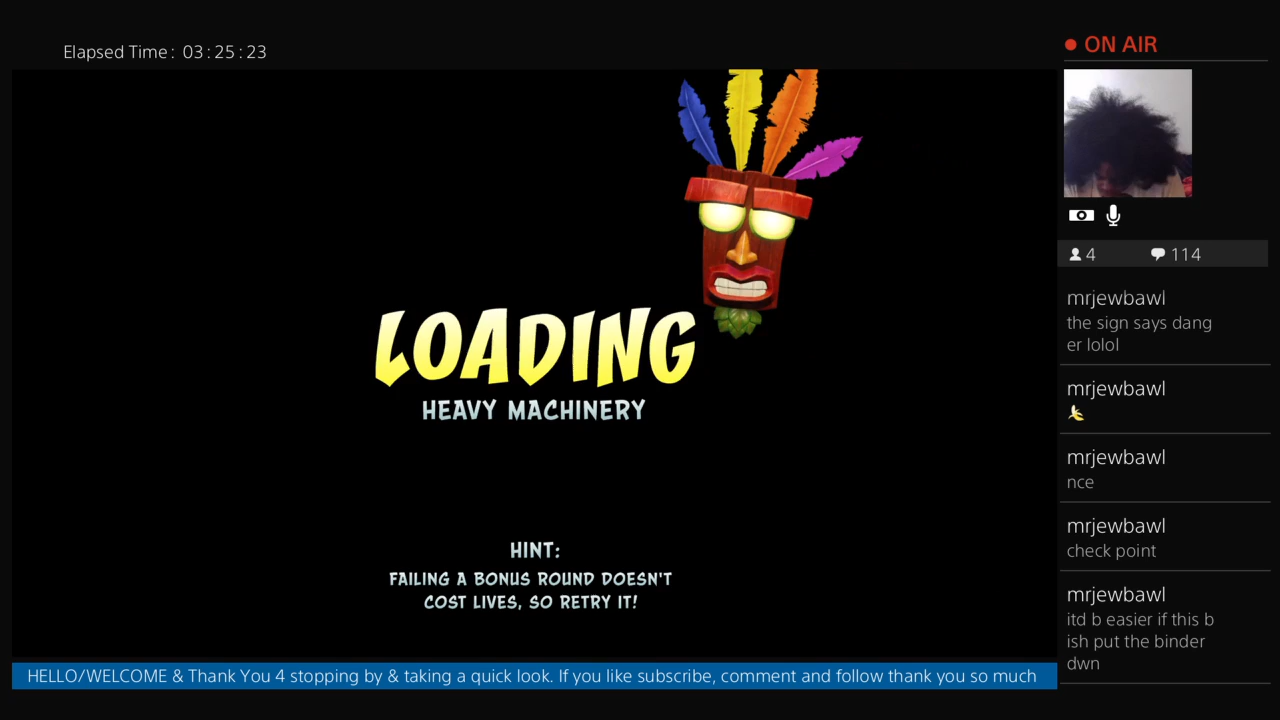 Elapsed Time: 03:25:23
ON AIR
LOADING
HEAVY MACHINERY
HINT:
FAILING A BONUS ROUND DOESN'T
COST LIVES, SO RETRY IT!
4 114
mrjewbawl
the sign says dang
er lolol
mrjewbawl
mrjewbawl
nce
mrjewbawl
check point
mrjewbawl
itd b easier if this b
ish put the binder
dwn
HELLO/WELCOME & Thank You 4 stopping by & taking a quick look. If you like subscribe, comment and follow thank you so much